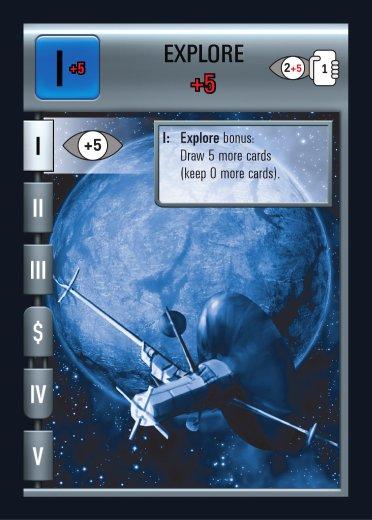 I +5
EXPLORE
+5
2+5
1
I
+5
I: Explore bonus:
Draw 5 more cards
(keep 0 more cards).
II
III
$
IV
V